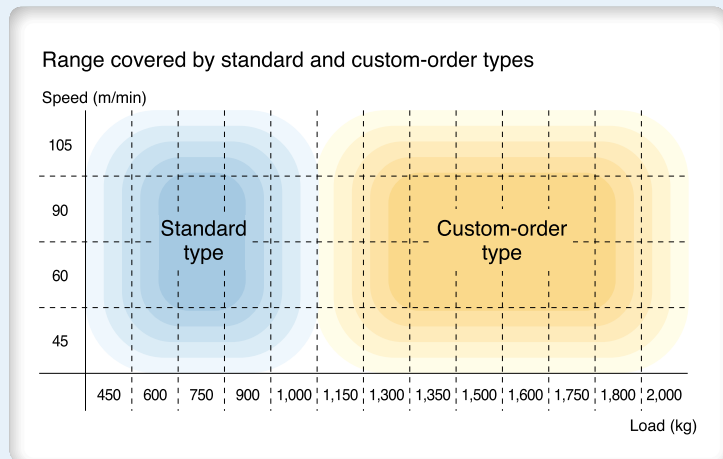 Range covered by standard and custom-order types
Speed (m/min)
105
90
Standard
type
Custom-order
type
60
45
450 600 750 900 1,000 1,150 1,300 1,350 1,500 1,600 1,750 1,800 2,000
Load (kg)